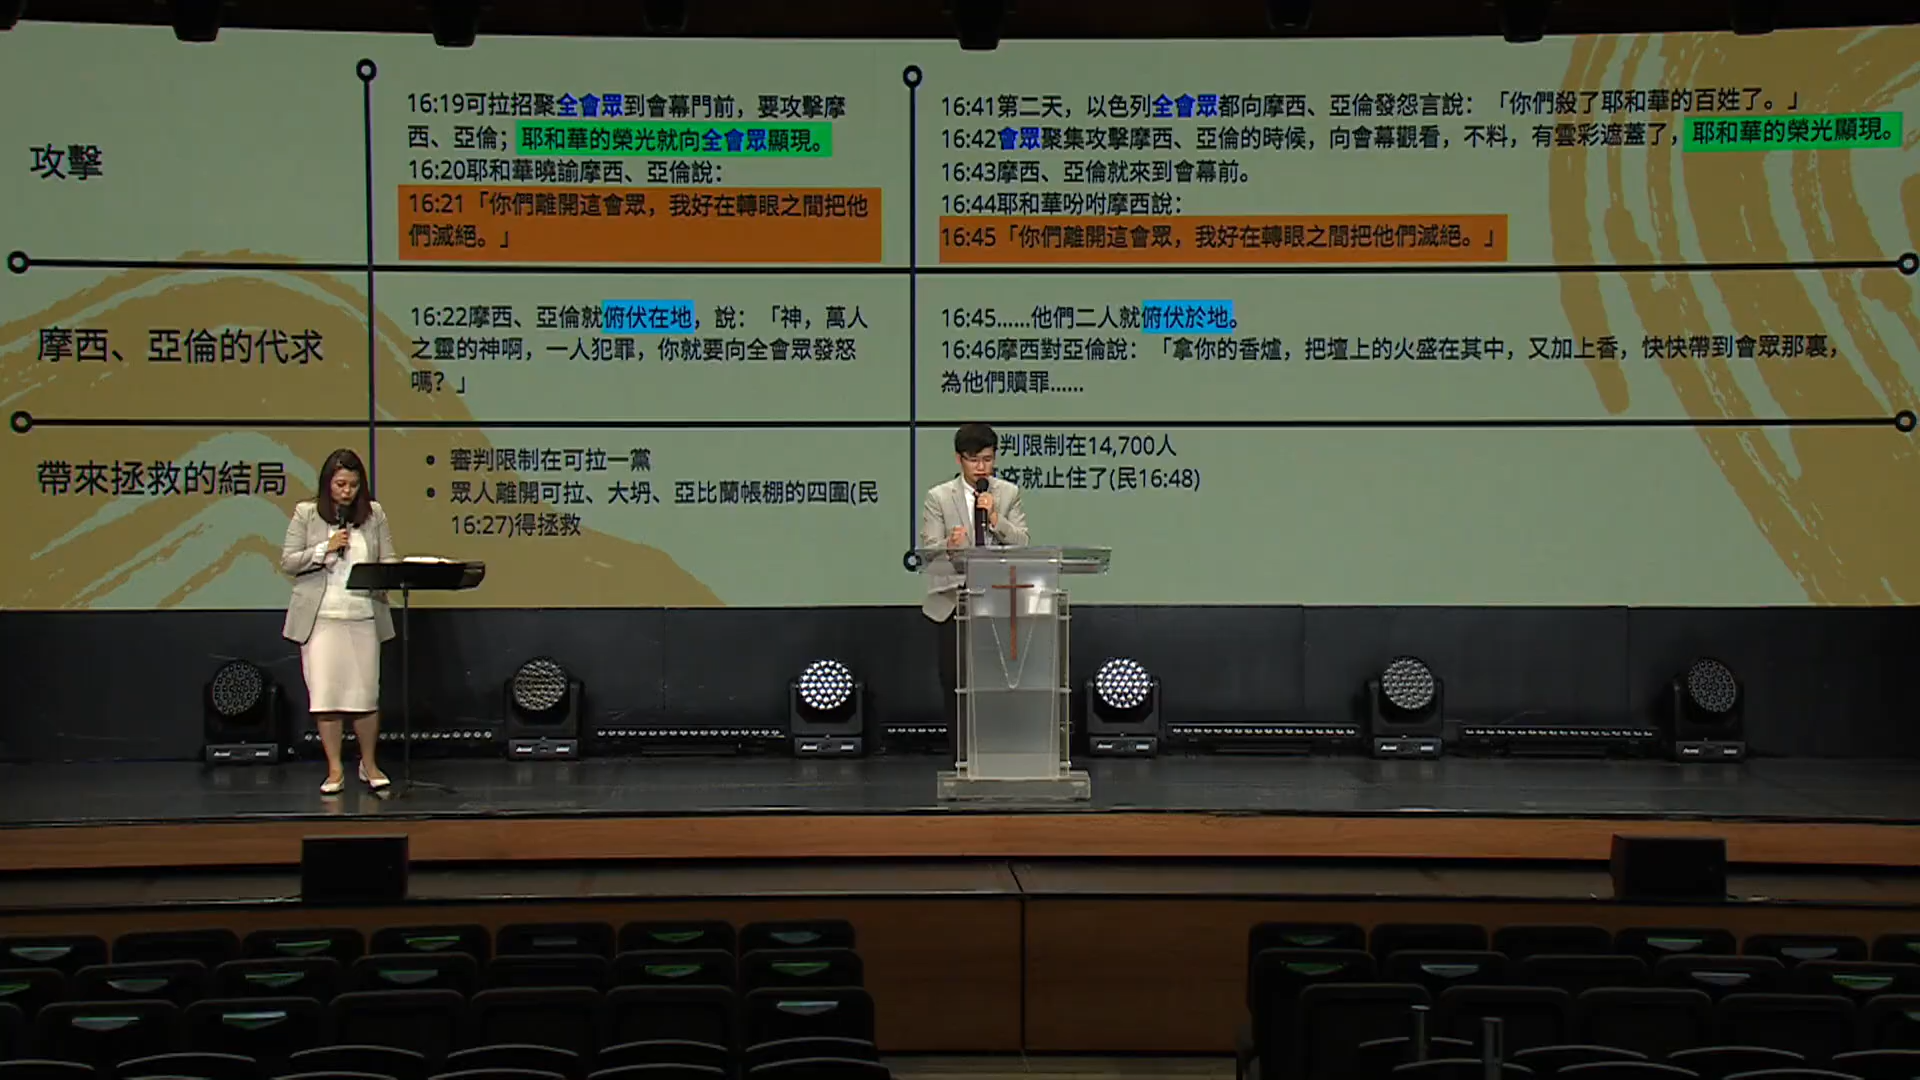 攻擊
16:19可拉招聚全會眾到會幕門前，要攻擊摩
西、亞倫；耶和華的榮光就向全會眾顯現。
16:20耶和華曉諭摩西、亞倫說：
16:21「你們離開這會眾，我好在轉眼之間把他
們滅絕。」
16:41第二天，以色列全會眾都向摩西、亞倫發怨言說：「你們殺了耶和華的百姓了。」
16:42會眾聚集攻擊摩西、亞倫的時候，向會幕觀看，不料，有雲彩遮蓋了，耶和華的榮光顯現。
16:43摩西、亞倫就來到會幕前。
16:44耶和華吩咐摩西說：
16:45「你們離開這會眾，我好在轉眼之間把他們滅絕。」
摩西、亞倫的代求
16:22摩西、亞倫就俯伏在地，說：「神，萬人
之靈的神啊，一人犯罪，你就要向全會眾發怒
嗎？」
16:45......他們二人就俯伏於地。
16:46摩西對亞倫說：「拿你的香爐，把壇上的火盛在其中，又加上香，快快帶到會眾那裏，
為他們贖罪......
帶來拯救的結局
• 審判限制在可拉一黨
• 眾人離開可拉、大坍、亞比蘭帳棚的四圍(民
16:27)得拯救
判限制在14,700人
疫就止住了(民16:48)